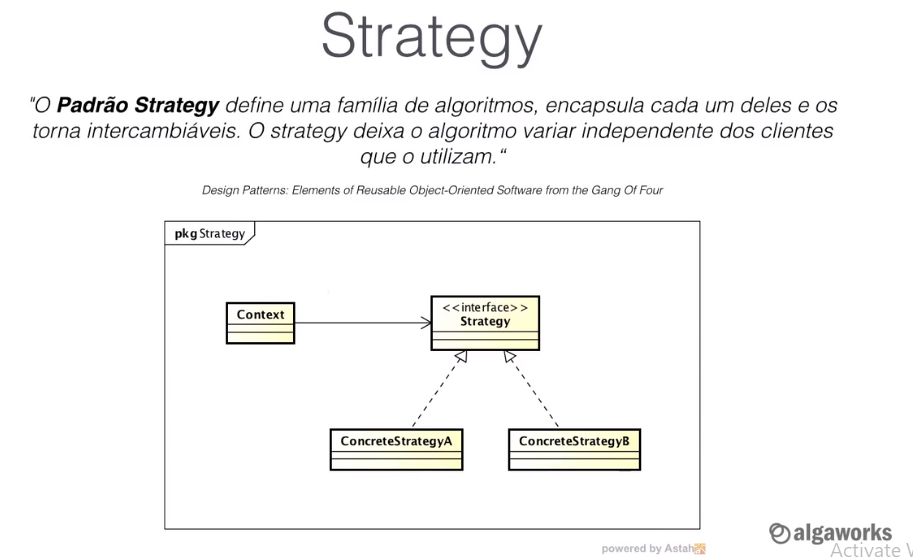 Strategy
"O Padrão Strategy define uma família de algoritmos, encapsula cada um deles e os
torna intercambiáveis. O strategy deixa o algoritmo variar independente dos clientes
que o utilizam.“
Design Patterns: Elements of Reusable Object-Oriented Software from the Gang Of Four
pkg Strategy
Context
<<interface>>
Strategy
ConcreteStrategyA
ConcreteStrategyB
powered by Astah
algaworks
Activate